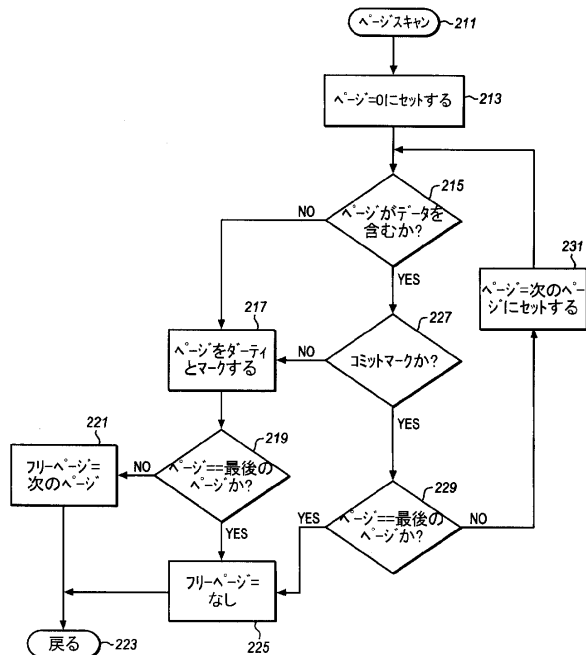 ページスキャン
211
ページ=0にセットする
213
215
ページがデータを
含むか?
NO
YES
231
ページ=次のペー
ジにセットする
217
ページをダーティ
とマークする
227
コミットマークか?
NO
YES
221
フリーページ=
次のページ
219
ページ==最後の
ページか?
NO
YES
229
ページ==最後の
ページか?
YES
NO
フリーページ=
なし
225
戻る
223